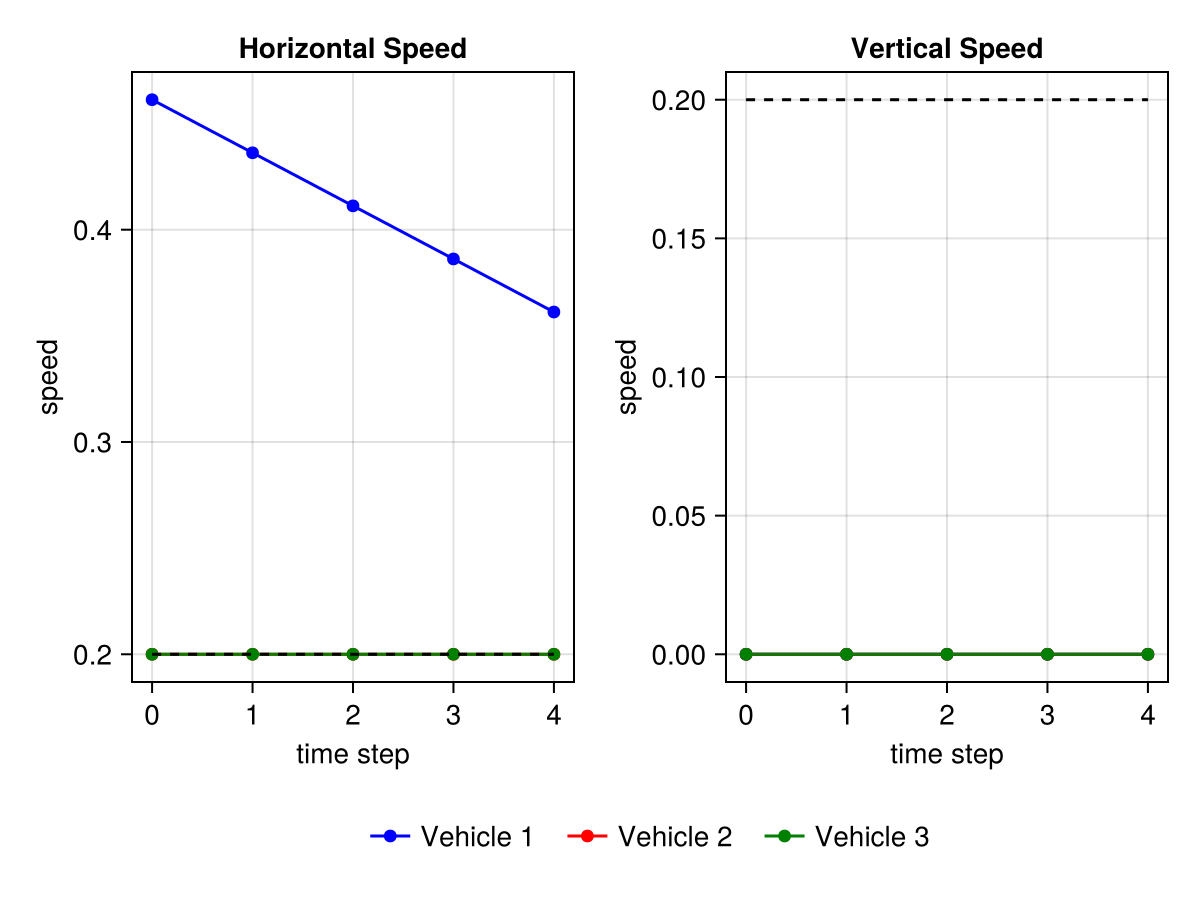 Horizontal Speed
Vertical Speed
speed
0.4
0.3
0.2
0 1 2 3 4
time step
speed
0.20
0.15
0.10
0.05
0.00
0 1 2 3 4
time step
Vehicle 1 Vehicle 2 Vehicle 3